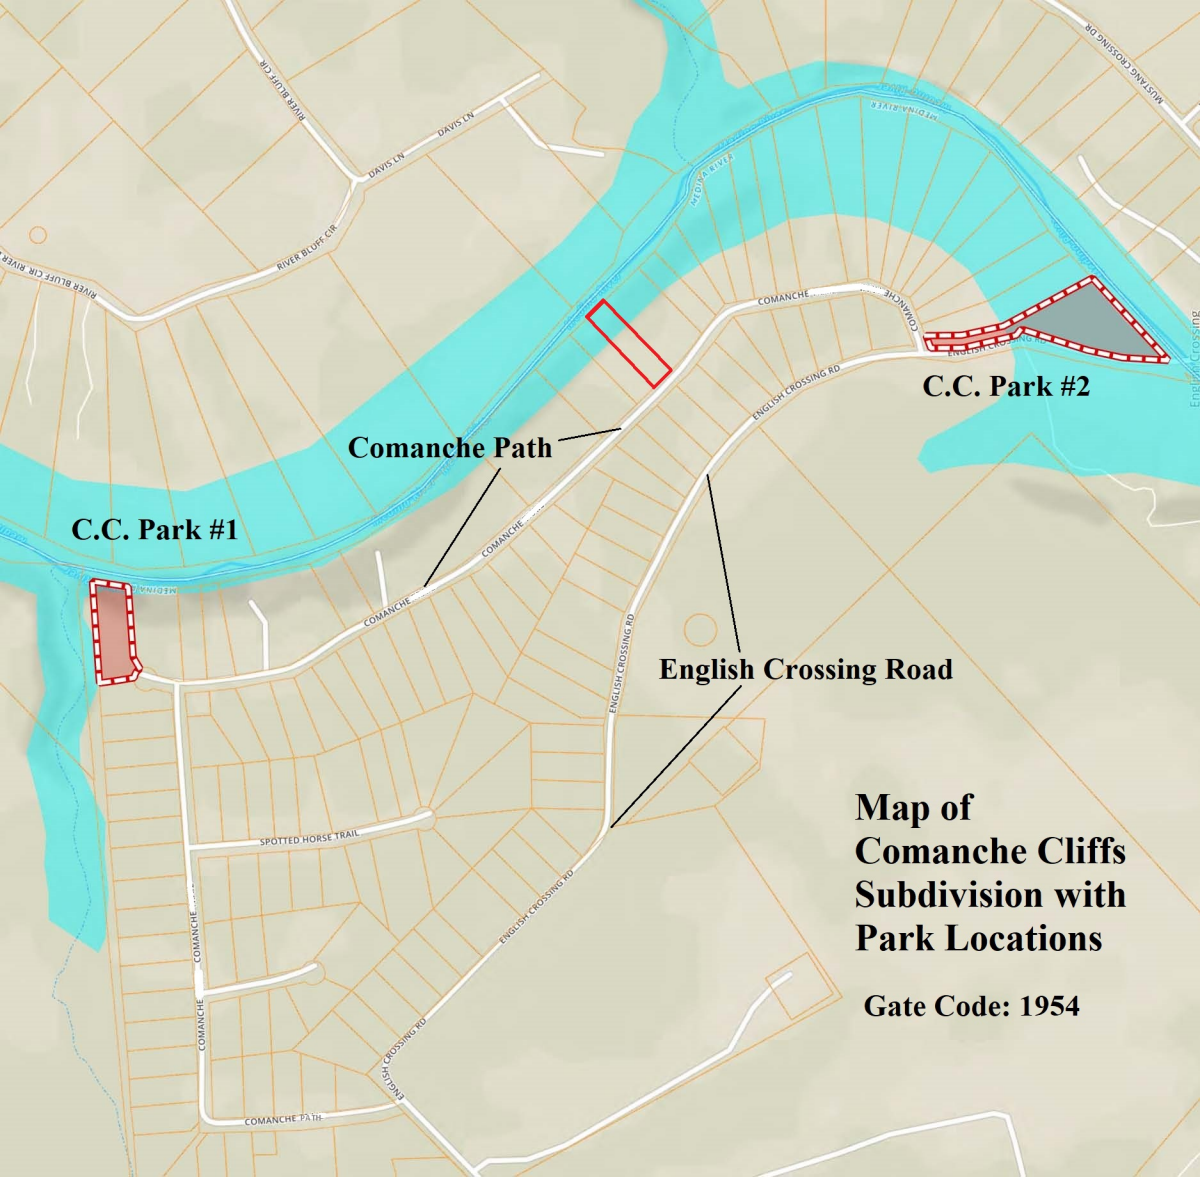 MUSTANG CROSSING DR
RIVER BLUFF CIR
DAVIS LN
DAVIS LN
MEDINA RIVER
MEDINA RIVER
RIVER BLUFF CIR
RIVER BLUFF CIR
COMANCHE
COMANCHE
English Crossing
ENGLISH CROSSING RD
C.C. Park #2
ENGLISH CROSSING RD
Comanche Path
C.C. Park #1
COMANCHE
COMANCHE
ENGLISH CROSSING RD
English Crossing Road
SPOTTED HORSE TRAIL
Map of
Comanche Cliffs
Subdivision with
Park Locations
Gate Code: 1954
ENGLISH CROSSING RD
COMANCHE
COMANCHE
ENGLISH CROSSING RD
ENGLISH
COMANCHE PATH